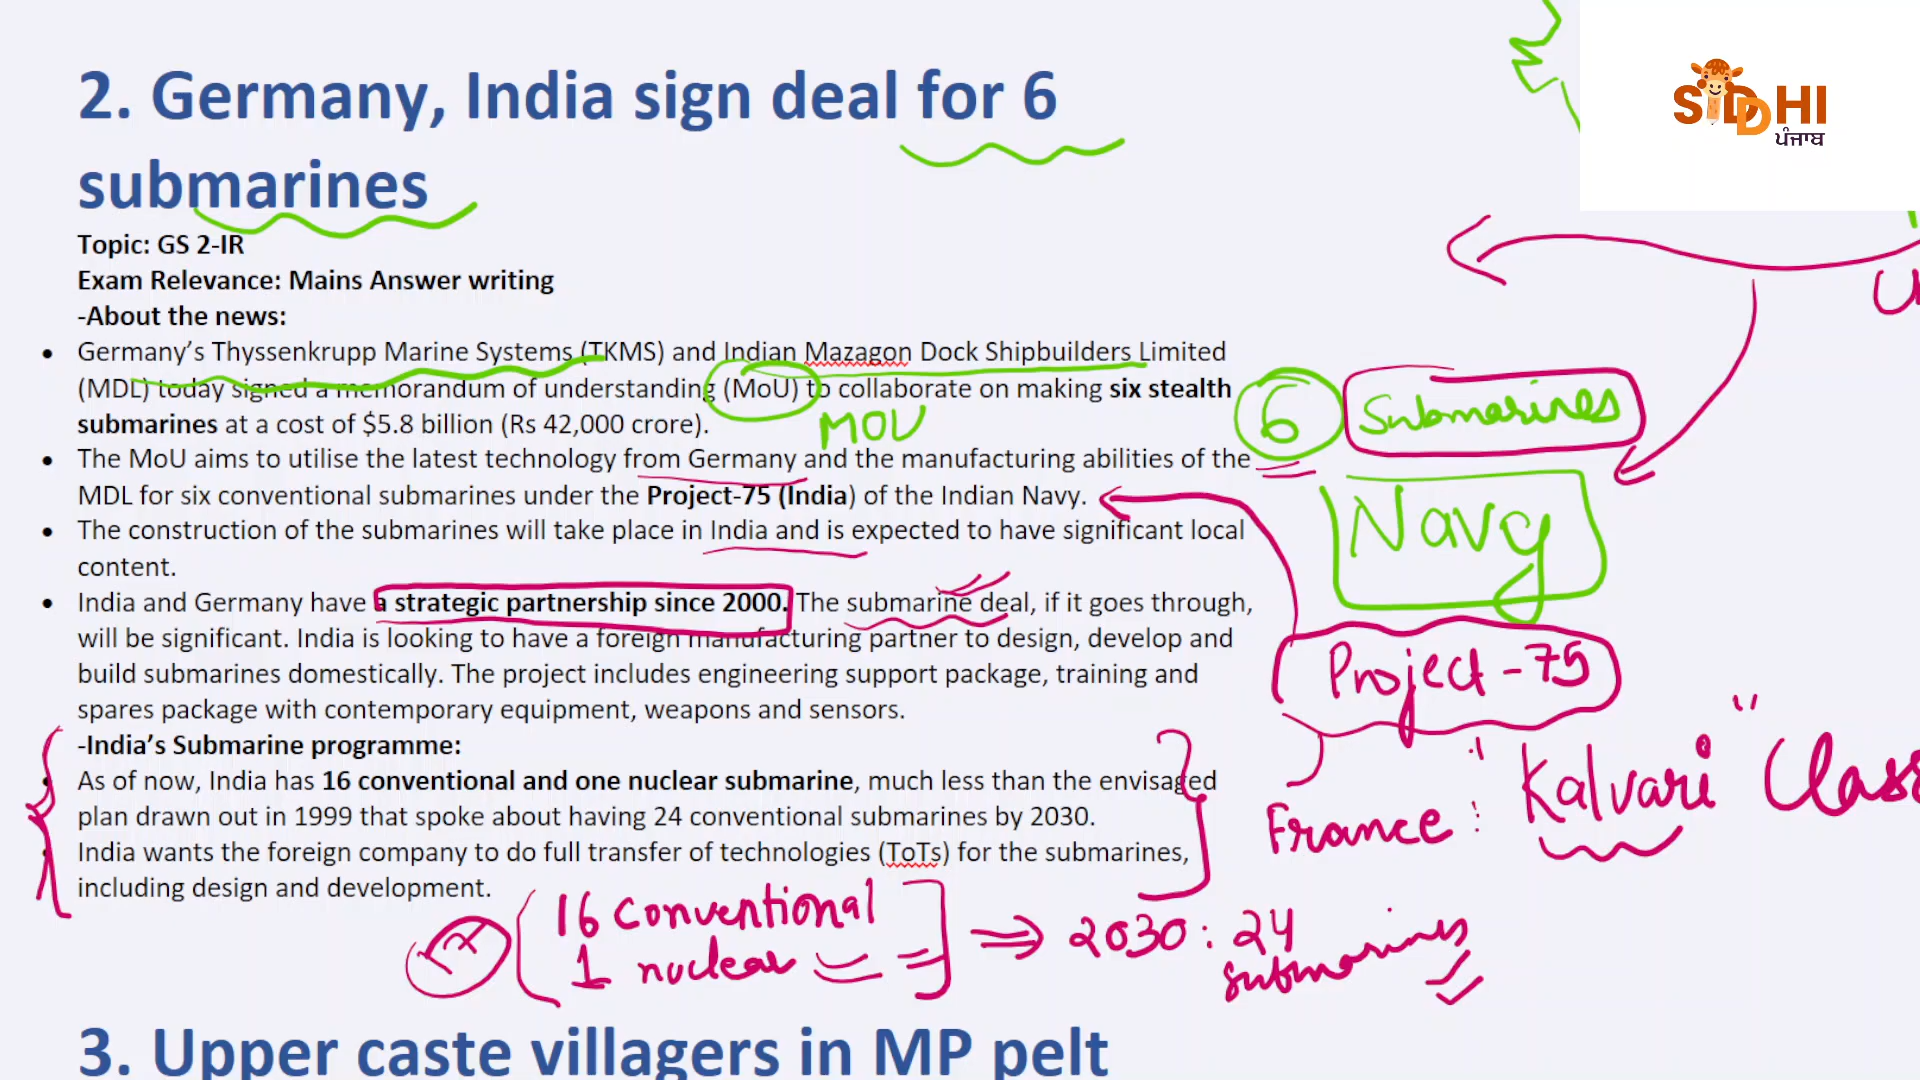 2. Germany, India sign deal for 6
submarines
SIDDHI
ਪੰਜਾਬ
Topic: GS 2-IR
Exam Relevance: Mains Answer writing
-About the news:
• Germany's Thyssenkrupp Marine Systems (TKMS) and Indian Mazagon Dock Shipbuilders Limited
(MDL) today signed a memorandum of understanding (MoU) to collaborate on making six stealth
submarines at a cost of $5.8 billion (Rs 42,000 crore).
MOU
6 Submarines
Navy
• The MoU aims to utilise the latest technology from Germany and the manufacturing abilities of the
MDL for six conventional submarines under the Project-75 (India) of the Indian Navy.
• The construction of the submarines will take place in India and is expected to have significant local
content.
• India and Germany have a strategic partnership since 2000. The submarine deal, if it goes through,
will be significant. India is looking to have a foreign manufacturing partner to design, develop and
build submarines domestically. The project includes engineering support package, training and
spares package with contemporary equipment, weapons and sensors.
Project-75
France: "Kalvari" Class
-India's Submarine programme:
• As of now, India has 16 conventional and one nuclear submarine, much less than the envisaged
plan drawn out in 1999 that spoke about having 24 conventional submarines by 2030.
• India wants the foreign company to do full transfer of technologies (ToTs) for the submarines,
including design and development.
17 [16 Conventional
1 nuclear] ⇒ 2030: 24
submarines
3. Upper caste villagers in MP pelt